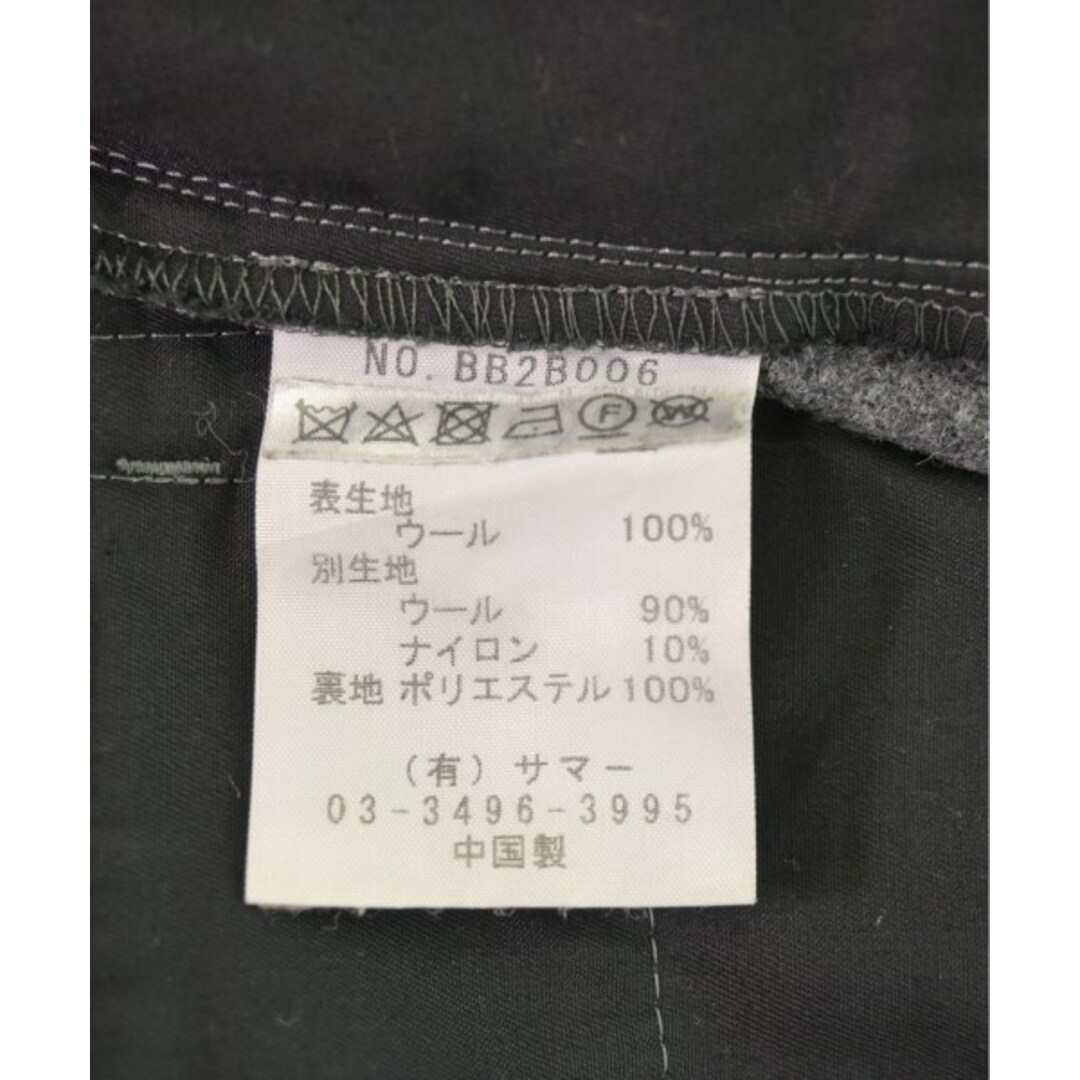 NO. BB2B006
F W
表生地
ウール 100%
別生地
ウール 90%
ナイロン 10%
裏地 ポリエステル 100%
(有) サマー
03-3496-3995
中国製